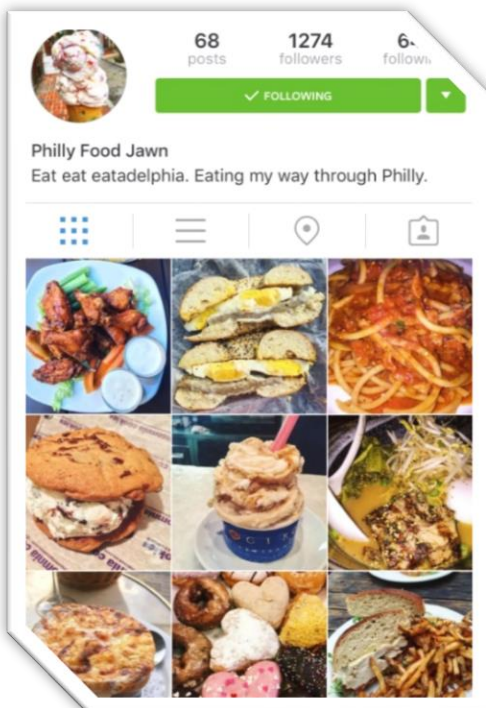 68 1274
posts followers
FOLLOWING
Philly Food Jawn
Eat eat eatadelphia. Eating my way through Philly.